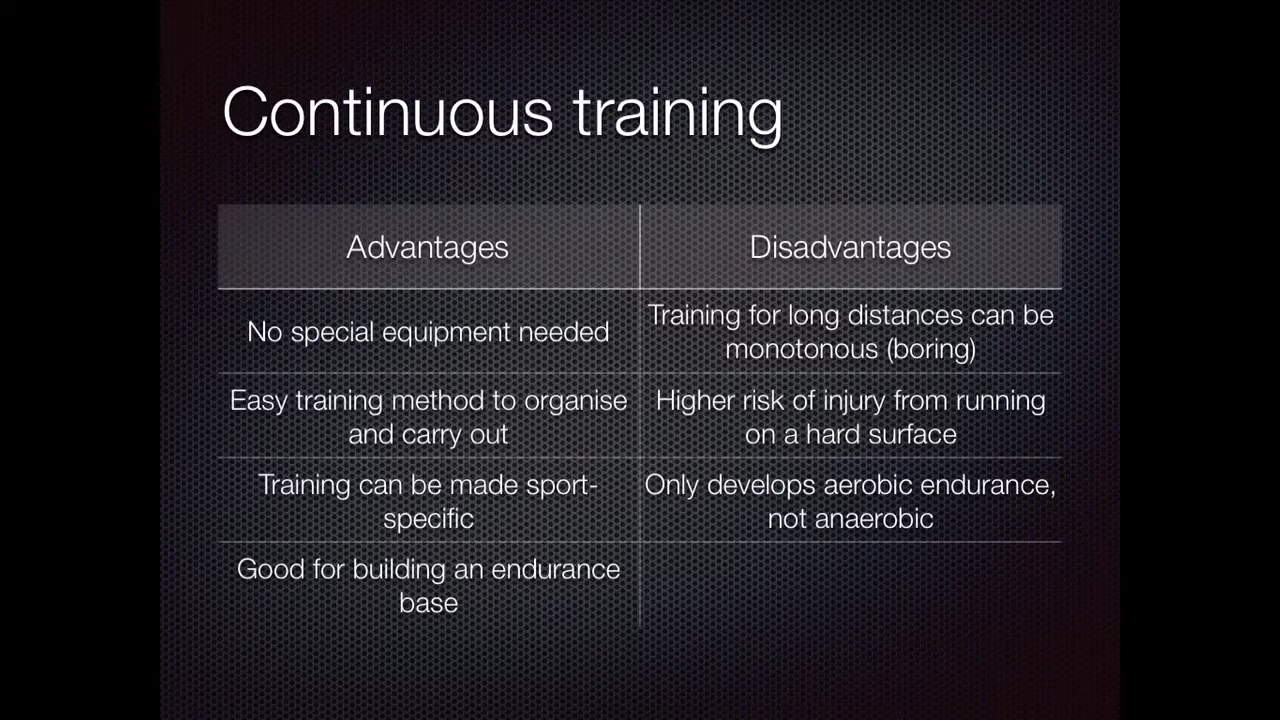 Continuous training
Advantages
Disadvantages
No special equipment needed
Training for long distances can be
monotonous (boring)
Easy training method to organise
and carry out
Higher risk of injury from running
on a hard surface
Training can be made sport-
specific
Only develops aerobic endurance,
not anaerobic
Good for building an endurance
base